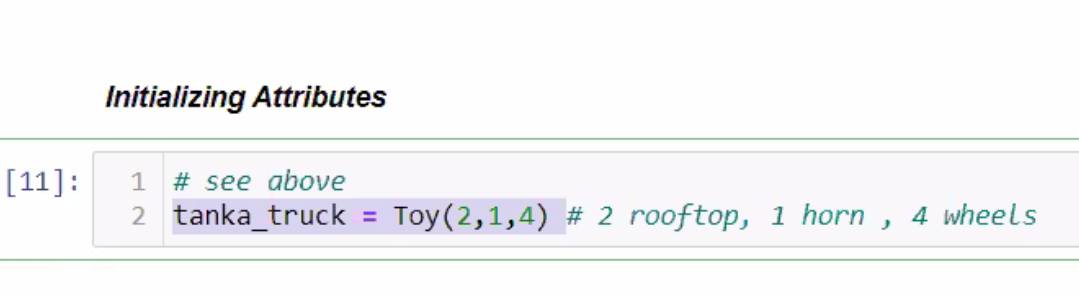 Initializing Attributes
[11]:
1 # see above
2 tanka_truck = Toy(2,1,4) # 2 rooftop, 1 horn , 4 wheels